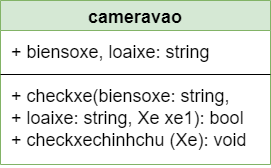 cameravao
+ biensoxe, loaixe: string
+ checkxe(biensoxe: string,
+ loaixe: string, Xe xe1): bool
+ checkxechinhchu (Xe): void